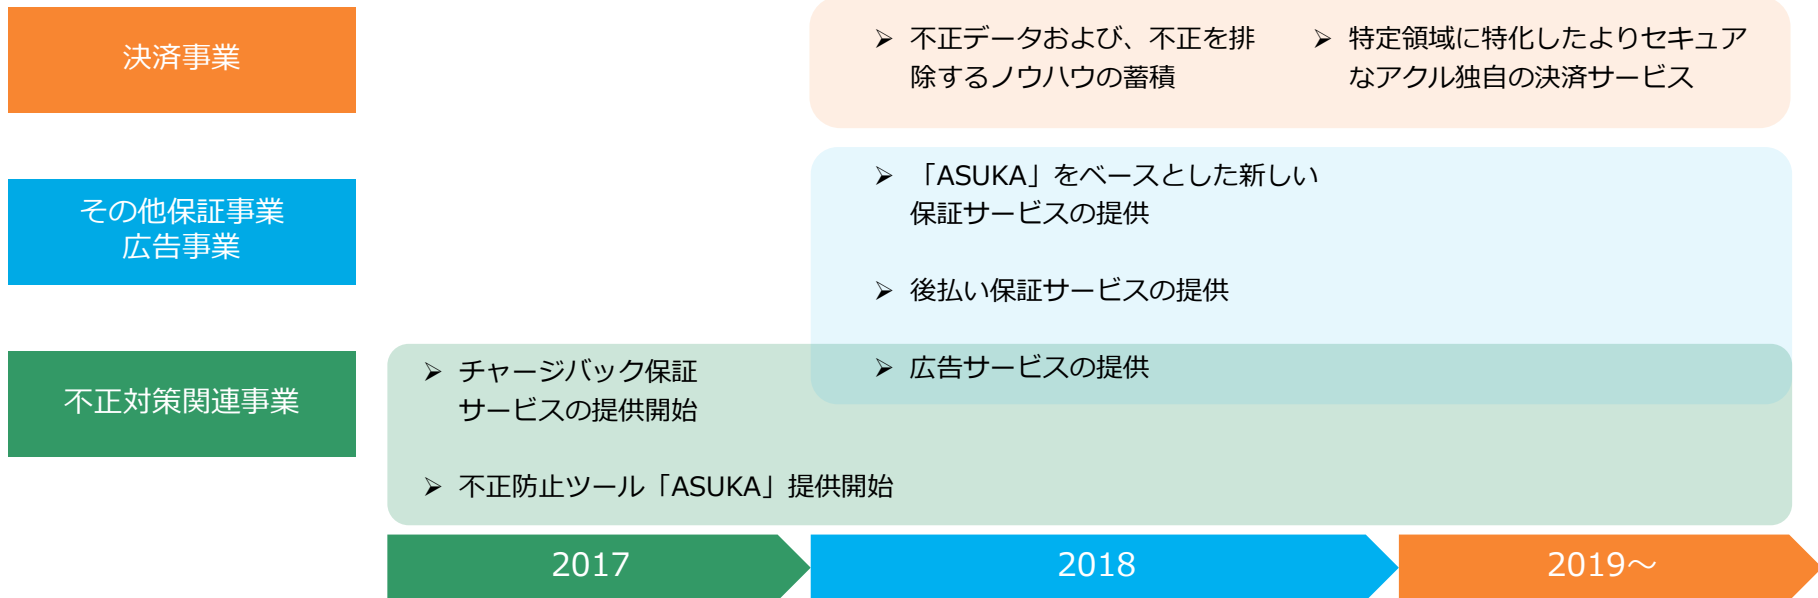 決済事業
➢ 不正データおよび、不正を排
除するノウハウの蓄積
➢ 特定領域に特化したよりセキュア
なアクル独自の決済サービス
その他保証事業
広告事業
➢ 「ASUKA」をベースとした新しい
保証サービスの提供
➢ 後払い保証サービスの提供
➢ 広告サービスの提供
不正対策関連事業
➢ チャージバック保証
サービスの提供開始
➢ 不正防止ツール「ASUKA」提供開始
2017
2018
2019～